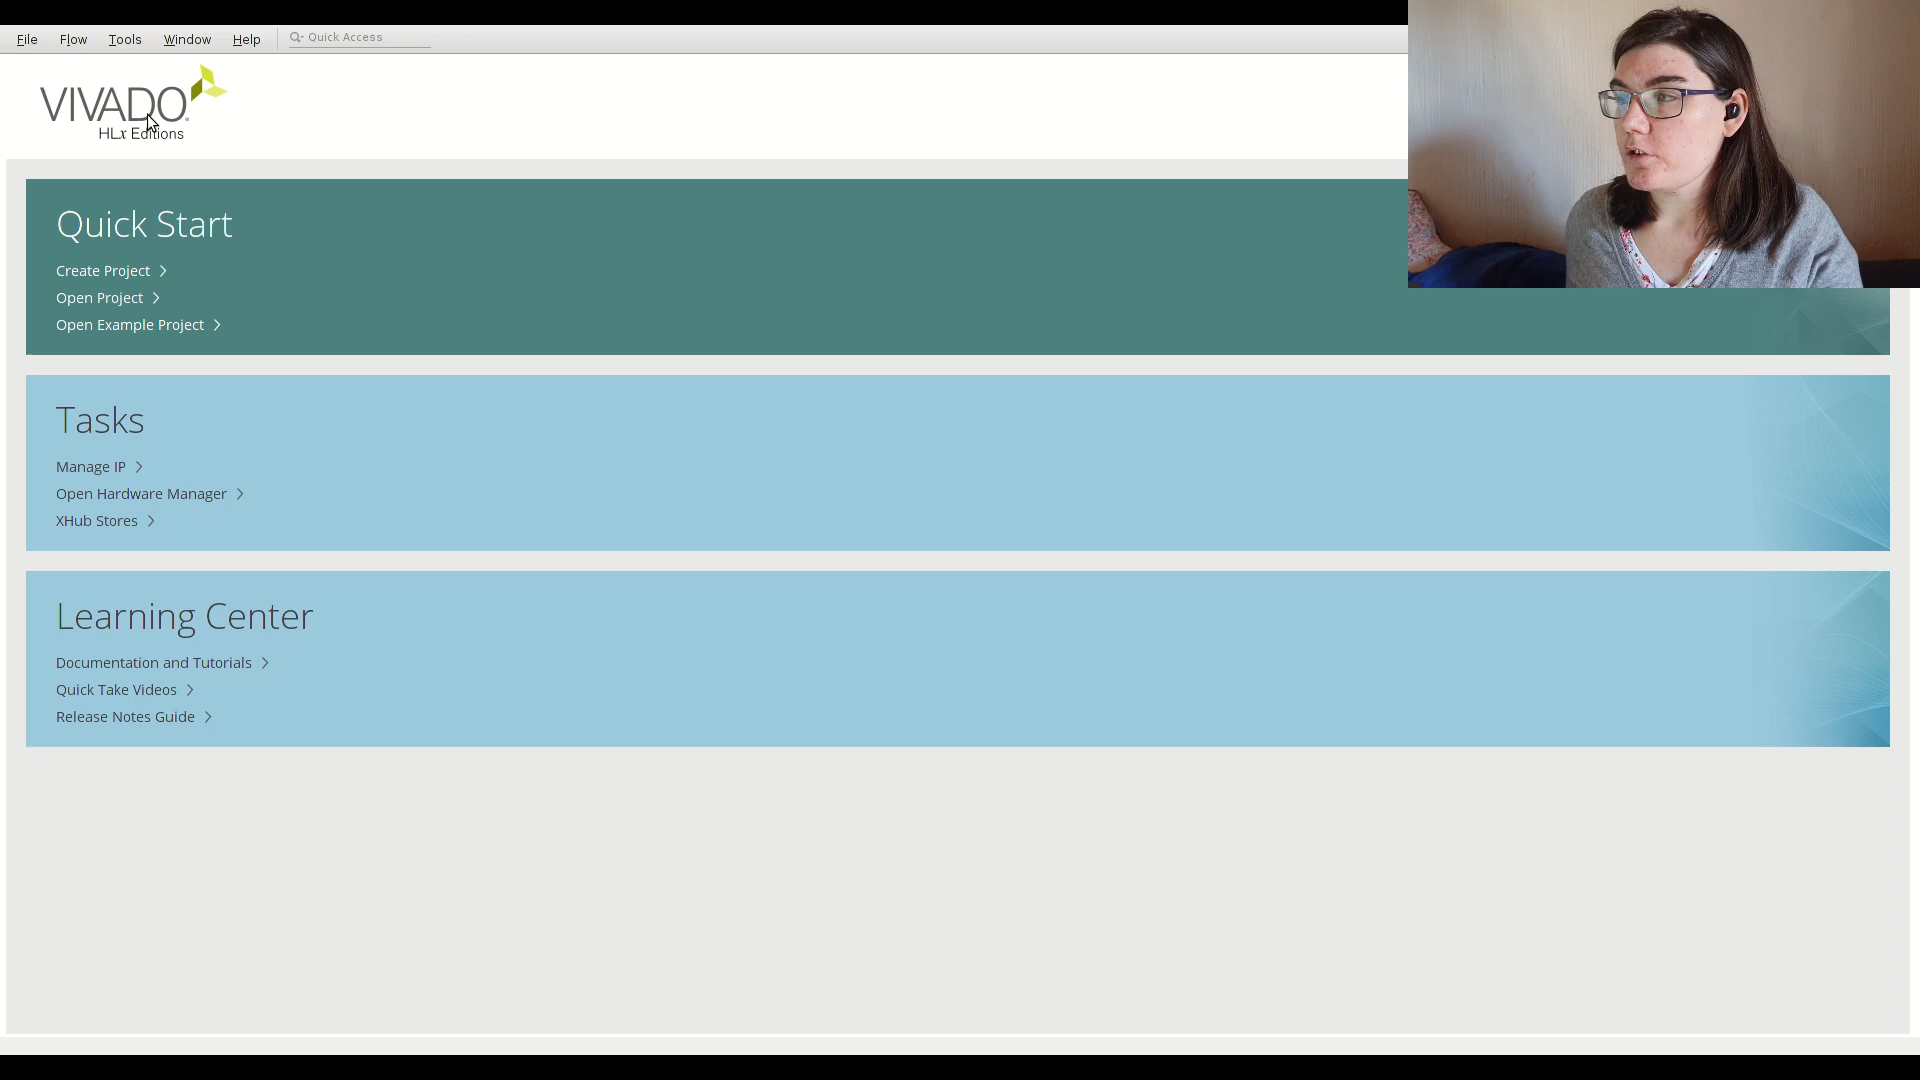 File Flow Tools Window Help Quick Access
VIVADO
HLx Editions
Quick Start
Create Project
Open Project
Open Example Project
Tasks
Manage IP
Open Hardware Manager
XHub Stores
Learning Center
Documentation and Tutorials
Quick Take Videos
Release Notes Guide